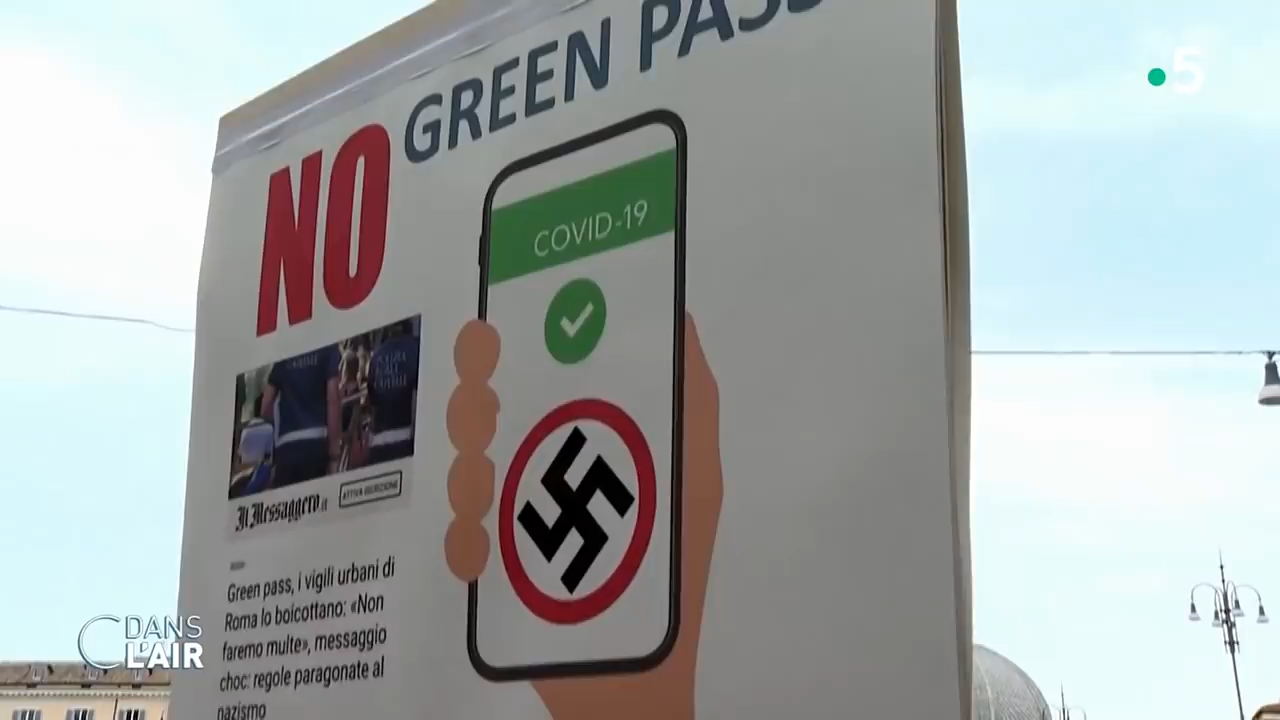 NO GREEN PASS
COVID-19
5
Il Messaggero.it
ATTIVA ISCRIZIONE
Green pass, i vigili urbani di
Roma lo boicottano: «Non
faremo multe», messaggio
choc: regole paragonate al
nazismo
C DANS
L'AIR